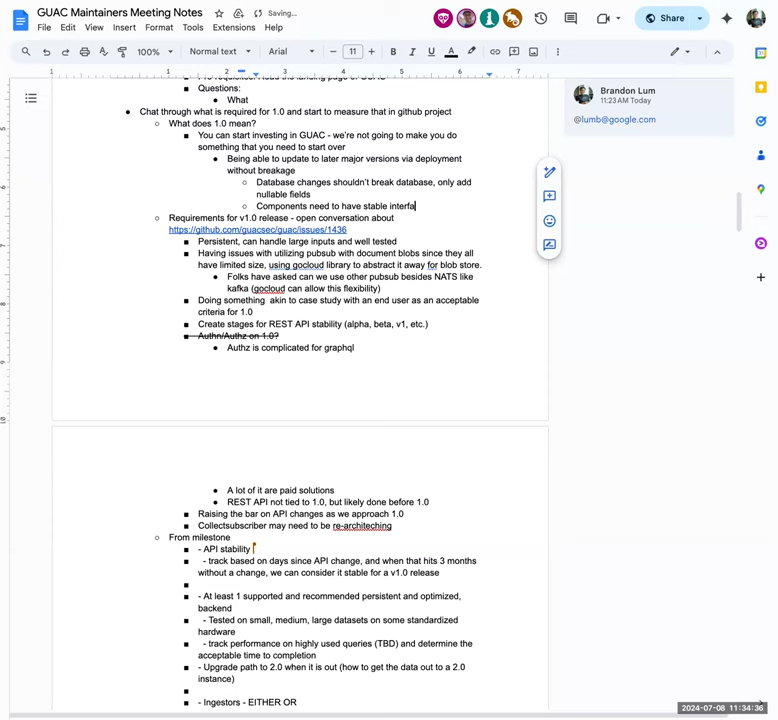 GUAC Maintainers Meeting Notes
Saving...
File Edit View Insert Format Tools Extensions Help
Share
100%
Normal text
Arial
11
B I U A
1 1 2 3 4 5 6 7
Questions:
What
Chat through what is required for 1.0 and start to measure that in github project
What does 1.0 mean?
You can start investing in GUAC - we're not going to make you do
something that you need to start over
Being able to update to later major versions via deployment
without breakage
Database changes shouldn't break database, only add
nullable fields
Components need to have stable interfa
Requirements for v1.0 release - open conversation about
https://github.com/guacsec/guac/issues/1436
Persistent, can handle large inputs and well tested
Having issues with utilizing pubsub with document blobs since they all
have limited size, using gocloud library to abstract it away for blob store.
Folks have asked can we use other pubsub besides NATS like
kafka (gocloud can allow this flexibility)
Doing something  akin to case study with an end user as an acceptable
criteria for 1.0
Create stages for REST API stability (alpha, beta, v1, etc.)
Authn/Authz on 1.0?
Authz is complicated for graphql
A lot of it are paid solutions
REST API not tied to 1.0, but likely done before 1.0
Raising the bar on API changes as we approach 1.0
Collectsubscriber may need to be re-architeching
From milestone
- API stability
- track based on days since API change, and when that hits 3 months
without a change, we can consider it stable for a v1.0 release
- At least 1 supported and recommended persistent and optimized,
backend
- Tested on small, medium, large datasets on some standardized
hardware
- track performance on highly used queries (TBD) and determine the
acceptable time to completion
- Upgrade path to 2.0 when it is out (how to get the data out to a 2.0
instance)
- Ingestors - EITHER OR
Brandon Lum
11:23 AM Today
@lumb@google.com
2024-07-08 11:34:36